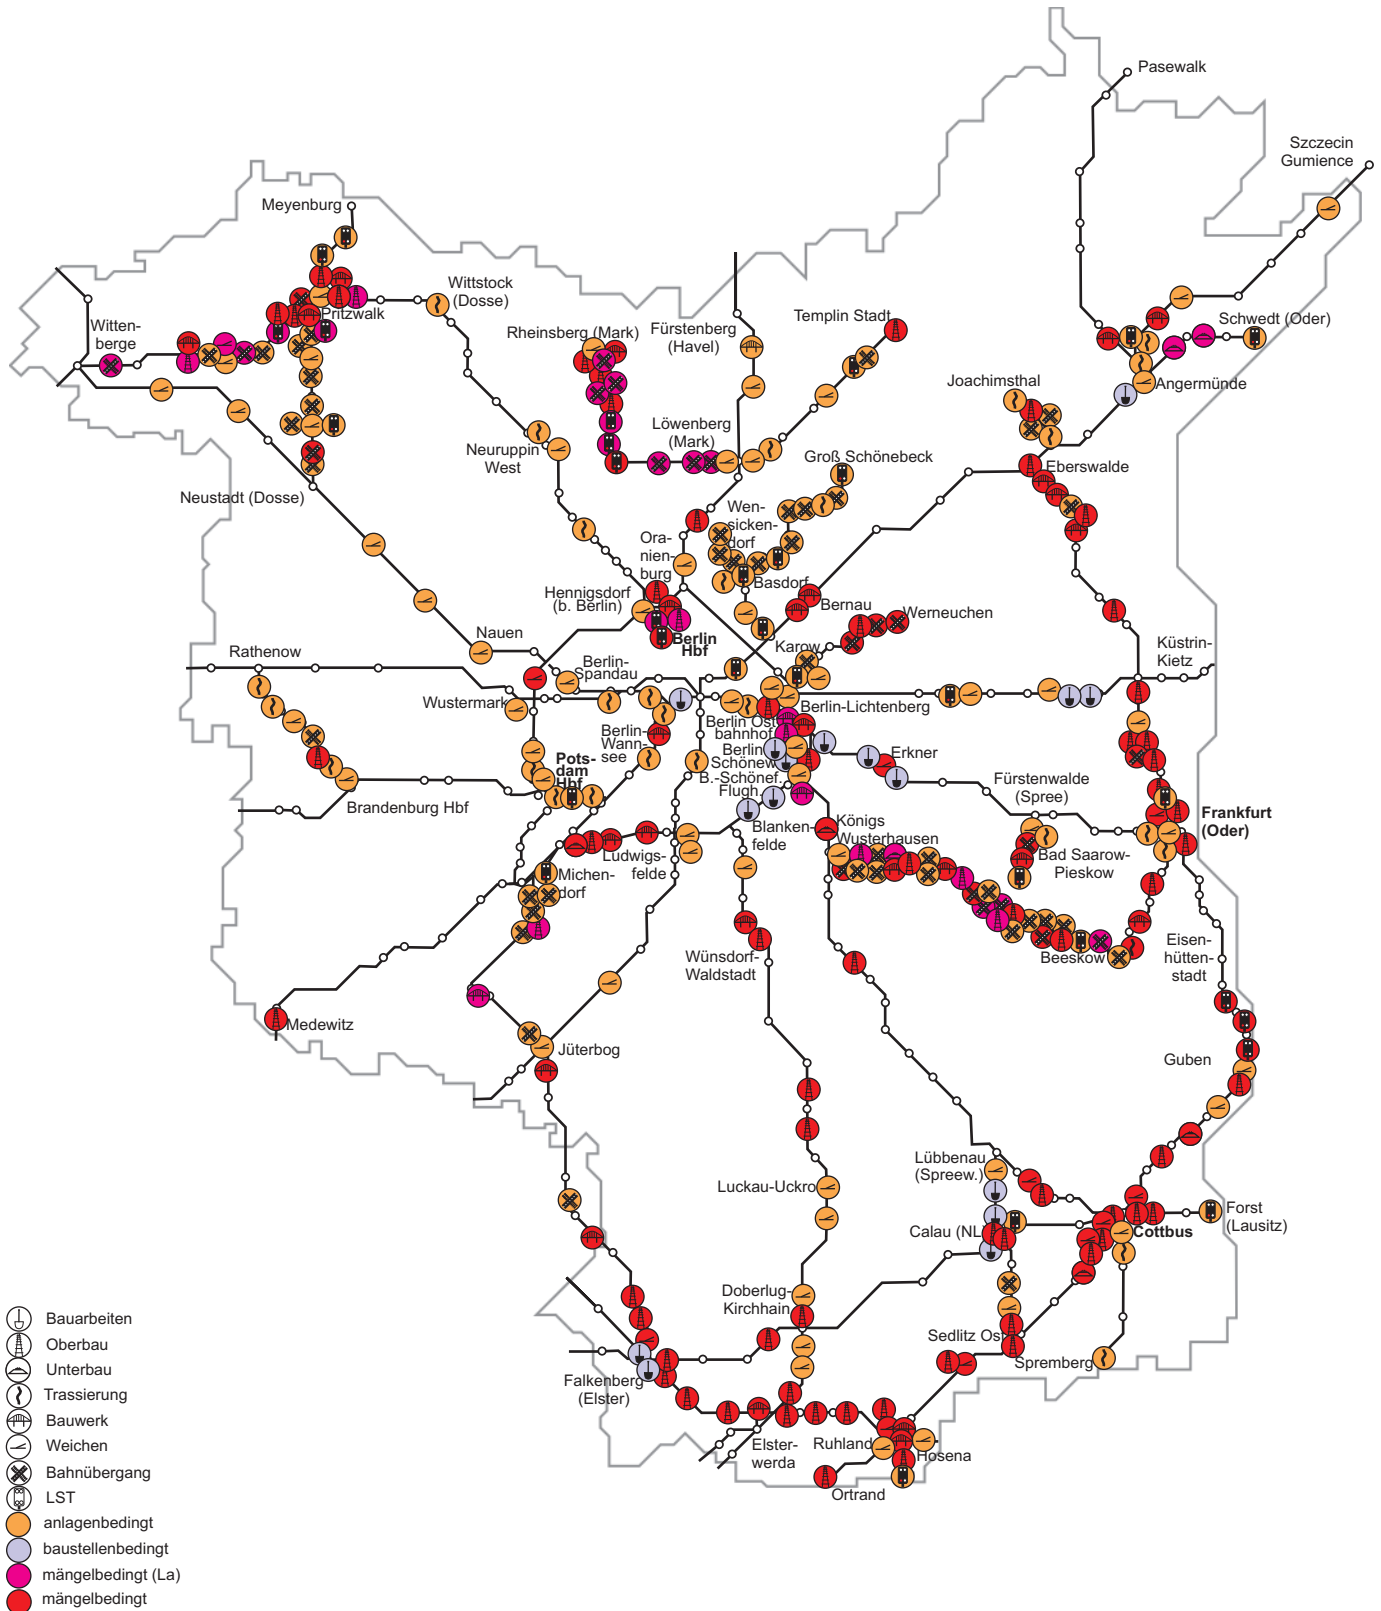 Pasewalk
Szczecin
Gumience
Meyenburg
Wittstock
(Dosse)
Pritzwalk
Witten-
berge
Rheinsberg (Mark)
Fürstenberg
(Havel)
Templin Stadt
Schwedt (Oder)
Angermünde
Joachimsthal
Löwenberg
(Mark)
Neuruppin
West
Groß Schönebeck
Eberswalde
Neustadt (Dosse)
Wen-
sicken-
dorf
Ora-
nien-
burg
Basdorf
Hennigsdorf
(b. Berlin)
Bernau
Werneuchen
Nauen
Berlin
Hbf
Karow
Küstrin-
Kietz
Rathenow
Berlin-
Spandau
Wustermark
Berlin-Lichtenberg
Berlin Ost
bahnhof
Berlin-
Wann-
see
Berlin
Schönew.
B.-Schönef.
Flugh.
Erkner
Pots-
dam
Hbf
Fürstenwalde
(Spree)
Brandenburg Hbf
Frankfurt
(Oder)
Blanken-
felde
Königs
Wusterhausen
Ludwigs-
felde
Bad Saarow-
Pieskow
Michen-
dorf
Wünsdorf-
Waldstadt
Beeskow
Eisen-
hütten-
stadt
Medewitz
Jüterbog
Guben
Lübbenau
(Spreew.)
Luckau-Uckro
Calau (NL)
Forst
(Lausitz)
Cottbus
Doberlug-
Kirchhain
Sedlitz Ost
Spremberg
Falkenberg
(Elster)
Elster-
werda
Ruhland
Hosena
Ortrand
Bauarbeiten
Oberbau
Unterbau
Trassierung
Bauwerk
Weichen
Bahnübergang
LST
anlagenbedingt
baustellenbedingt
mängelbedingt (La)
mängelbedingt